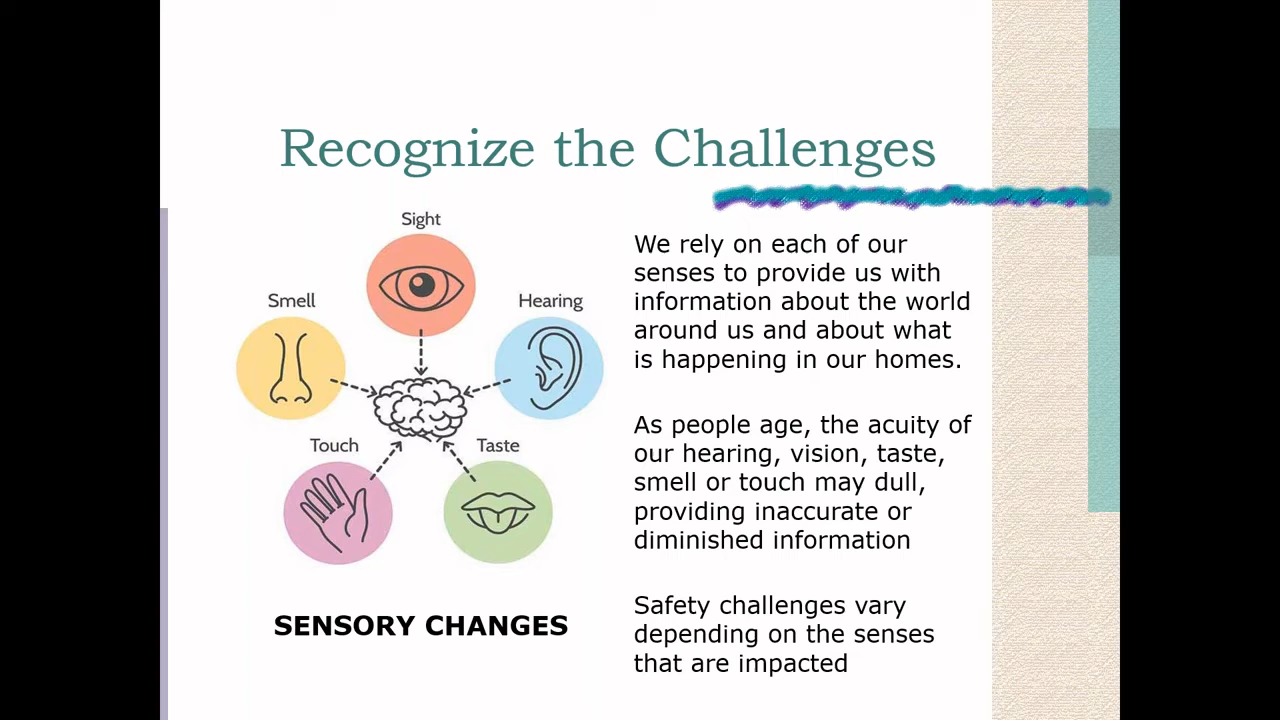 Recognize the Challenges
Sight
Smell
Hearing
Touch
Taste
SENSORY CHANGES
We rely on each of our
senses to provide us with
information about the world
around us and about what
is happening in our homes.
As people age, the acuity of
our hearing, vision, taste,
smell or touch may dull,
providing inaccurate or
diminished information
Safety challenges vary
depending on the senses
that are impacted